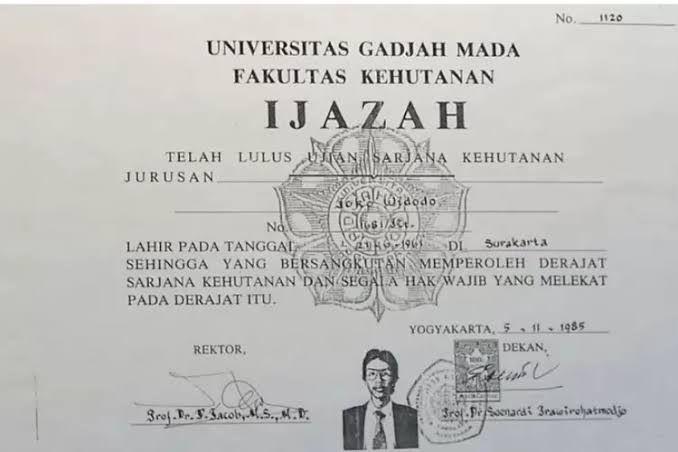 No. 1120
UNIVERSITAS GADJAH MADA
FAKULTAS KEHUTANAN
IJAZAH
TELAH LULUS UJIAN SARJANA KEHUTANAN
JURUSAN
Joko Widodo
No.
LAHIR PADA TANGGAL DI Surakarta
SEHINGGA YANG BERSANGKUTAN MEMPEROLEH DERAJAT
SARJANA KEHUTANAN DAN SEGALA HAK WAJIB YANG MELEKAT
PADA DERAJAT ITU.
YOGYAKARTA, 5 - 11 - 1985
REKTOR,
DEKAN,
Prof. Dr. T. Jacob, M.S., M.D.
Prof. Dr Soenardi Prawirohatmodjo